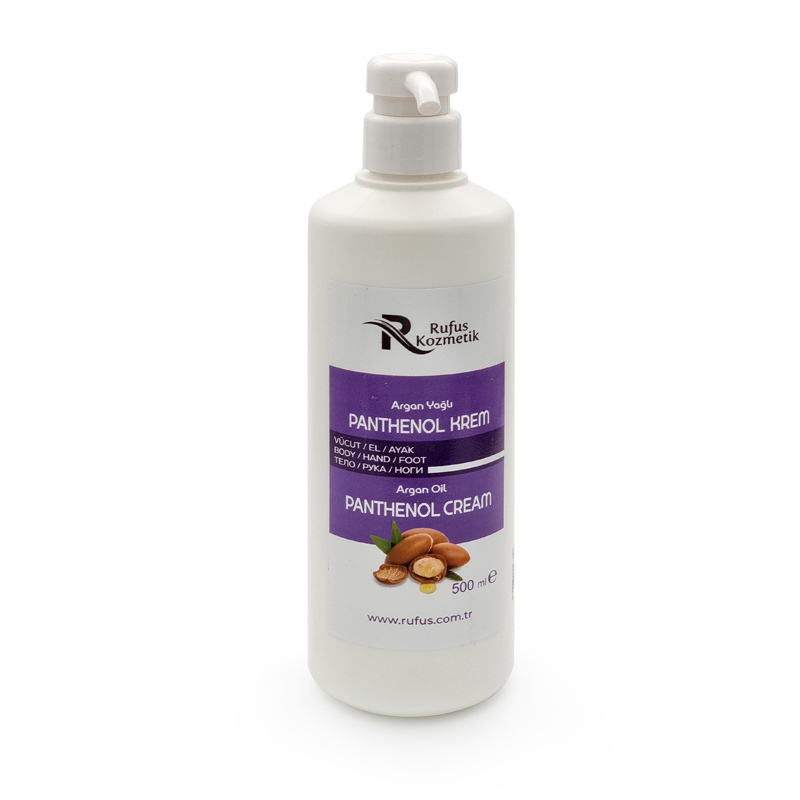 Rufus
Kozmetik
Argan Yağlı
PANTHENOL KREM
VÜCUT / EL / AYAK
BODY / HAND / FOOT
ТЕЛО / РУКА / НОГИ
Argan Oil
PANTHENOL CREAM
500 ml ℮
www.rufus.com.tr